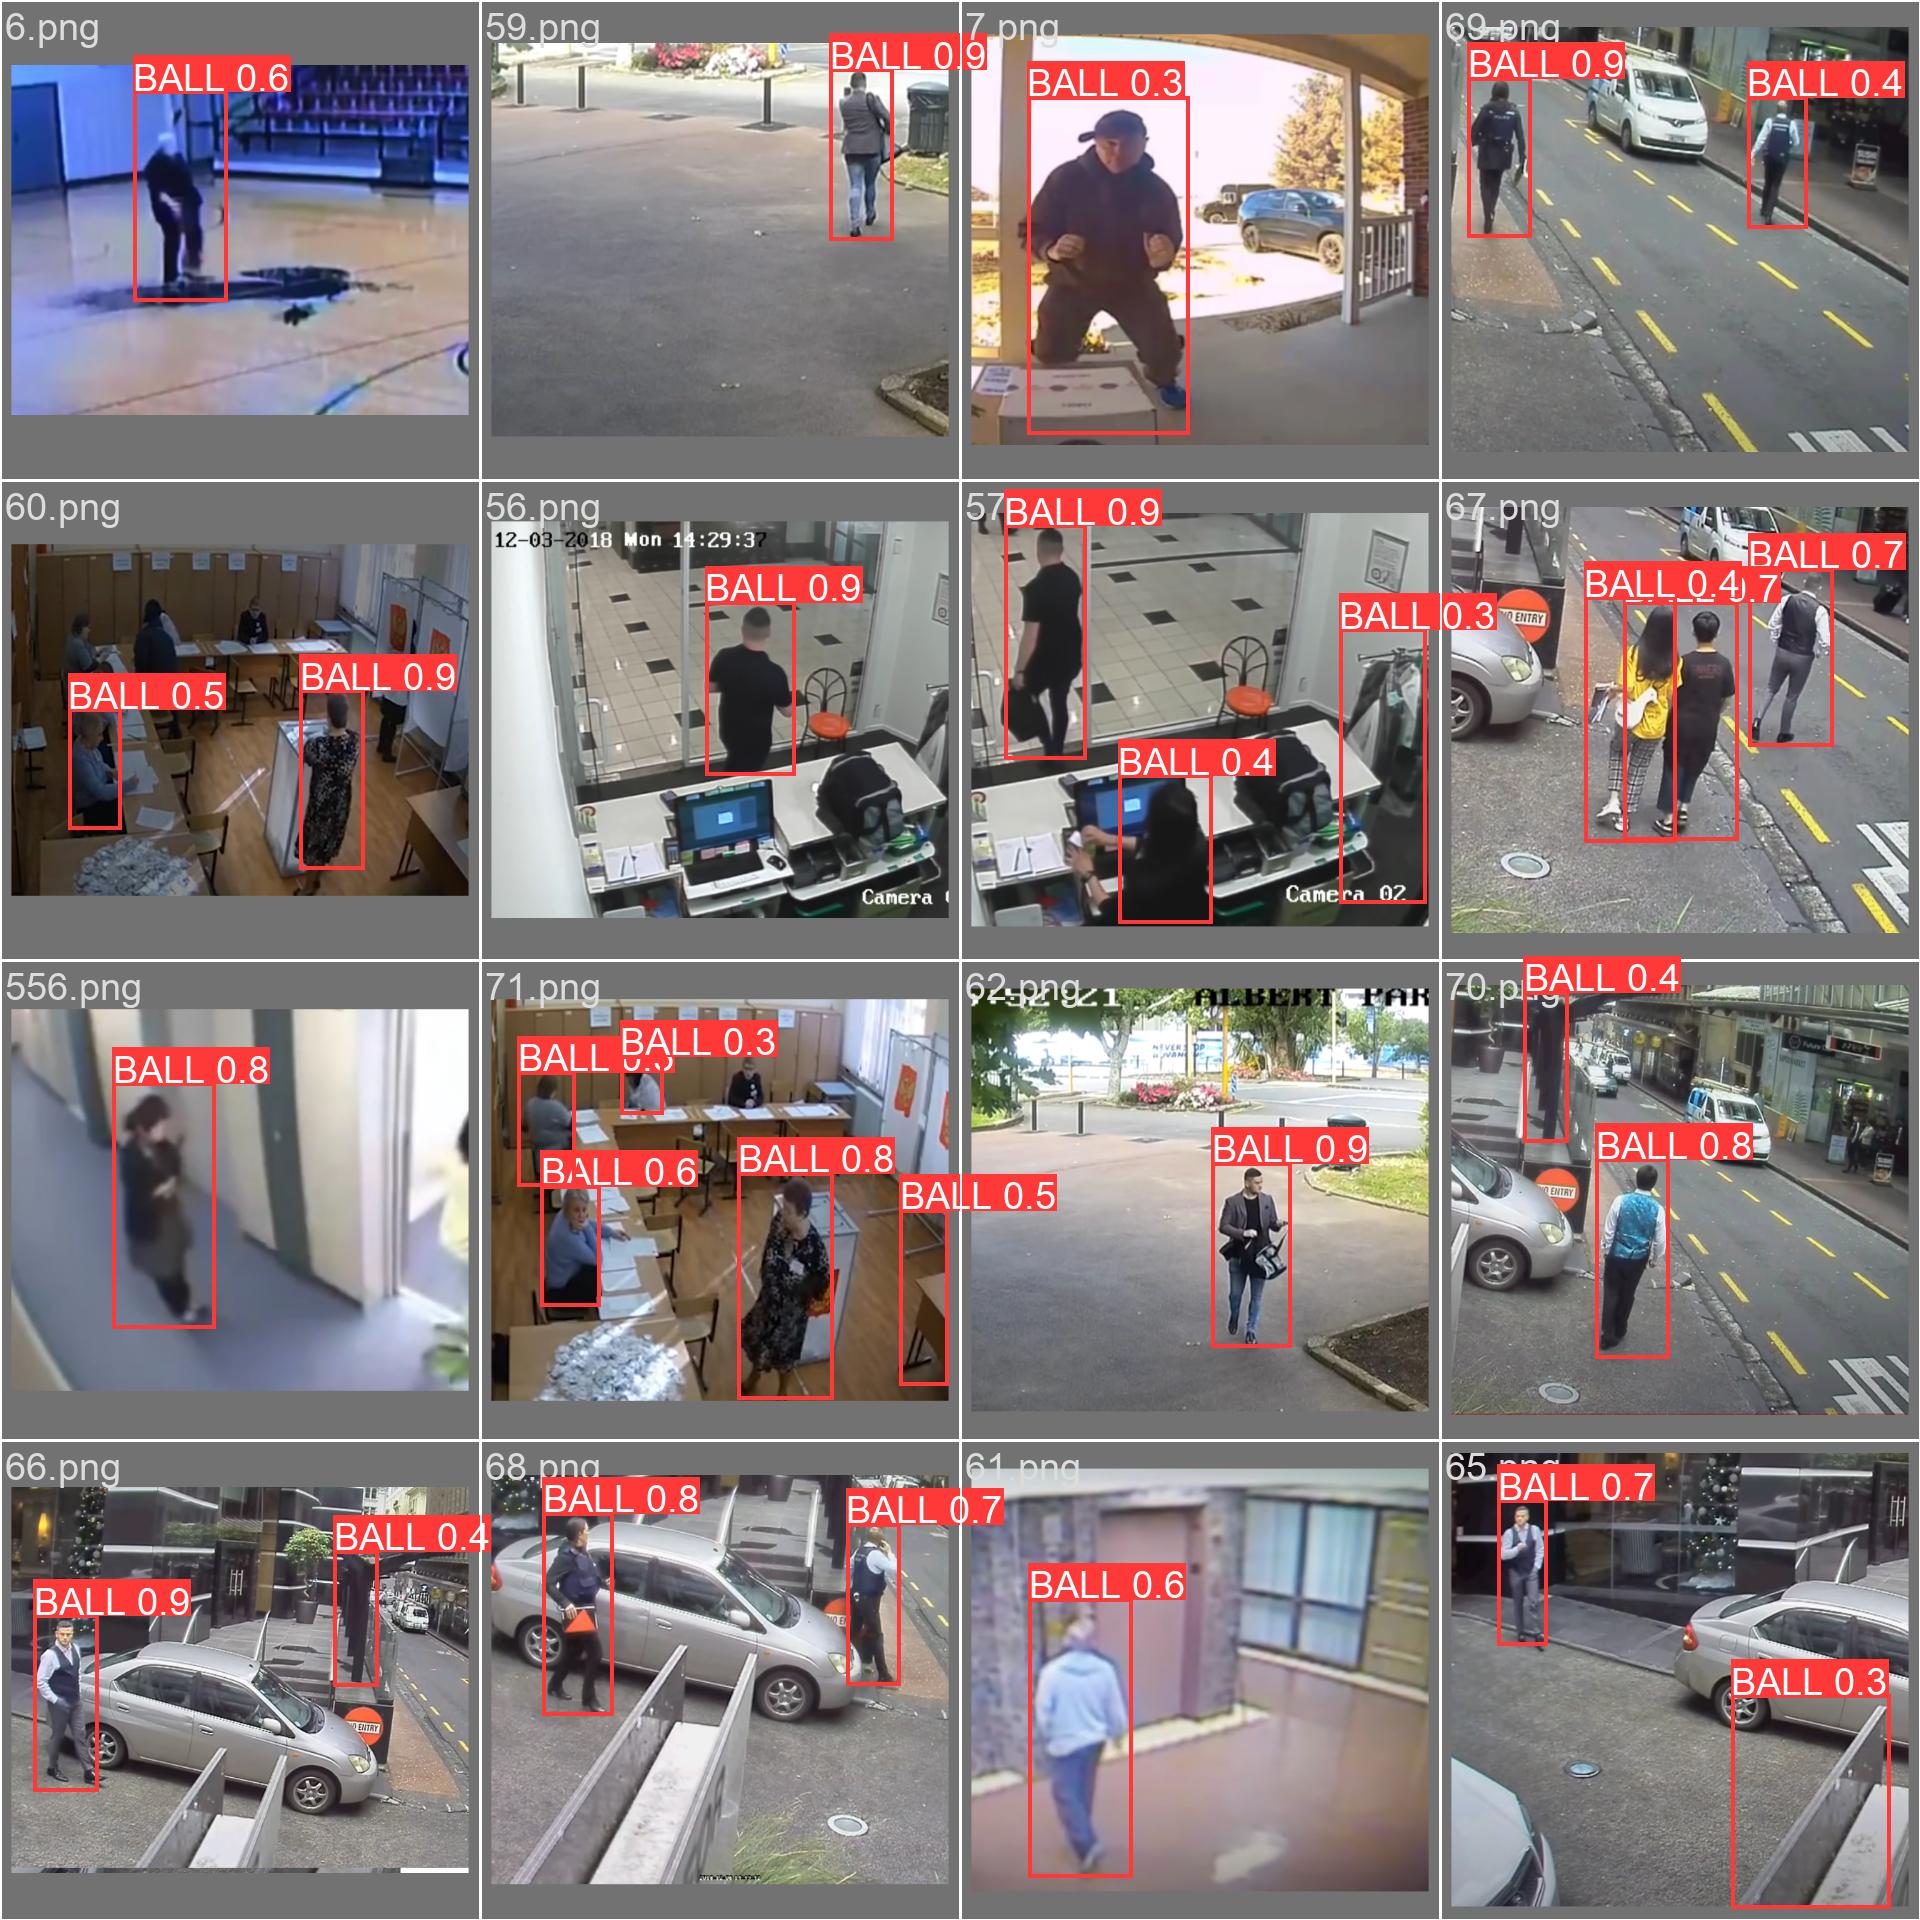 6.png
BALL 0.6
59.png
BALL 0.9
7.png
BALL 0.3
69.png
BALL 0.9
BALL 0.4
60.png
BALL 0.5
BALL 0.9
56.png
12-03-2018 Mon 14:29:37
BALL 0.9
Camera
57
BALL 0.9
BALL 0.3
BALL 0.4
Camera 02
67.png
BALL 0.7
BALL 0.4
0.7
NO ENTRY
556.png
BALL 0.8
71.png
BALL 0.3
BALL
BALL 0.6
BALL 0.8
BALL 0.5
62.png
ALBERT PAR
BALL 0.9
70.png
BALL 0.4
BALL 0.8
NO ENTRY
66.png
BALL 0.4
BALL 0.9
NO ENTRY
68.png
BALL 0.8
BALL 0.7
61.png
BALL 0.6
65.png
BALL 0.7
BALL 0.3